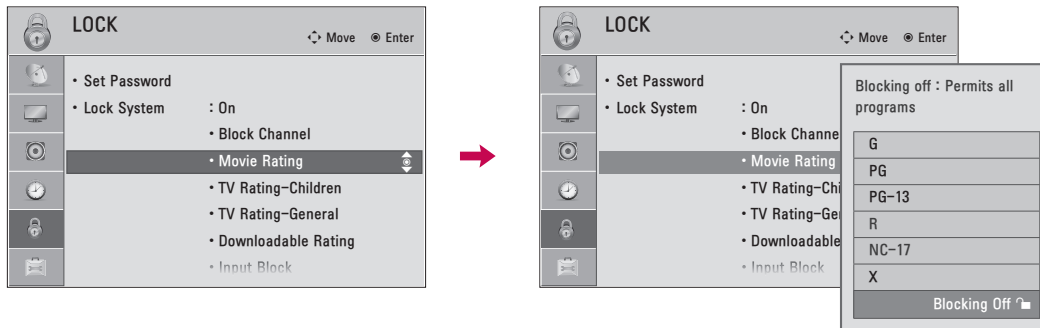 LOCK
Move Enter
• Set Password
• Lock System : On
• Block Channel
• Movie Rating
• TV Rating-Children
• TV Rating-General
• Downloadable Rating
• Input Block
LOCK
Move Enter
• Set Password
• Lock System : On
• Block Channe
• Movie Rating
• TV Rating-Chi
• TV Rating-Ge
• Downloadable
• Input Block
Blocking off : Permits all
programs
G
PG
PG-13
R
NC-17
X
Blocking Off